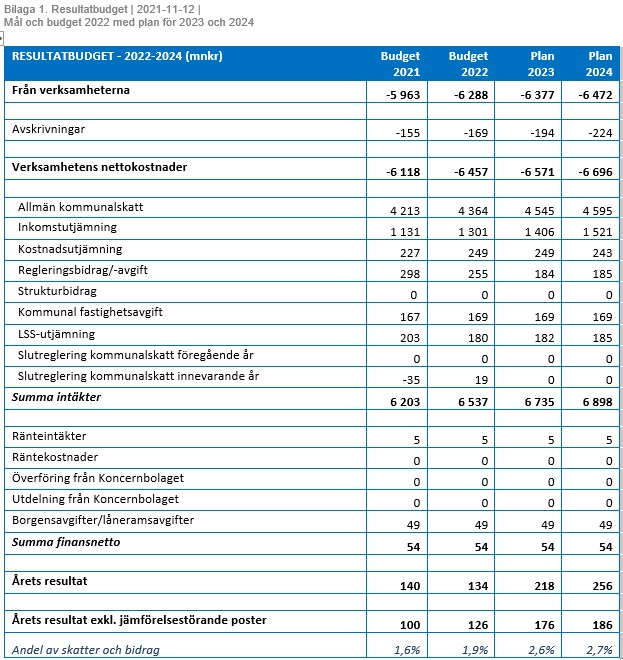 Bilaga 1. Resultatbudget | 2021-11-12 |
Mål och budget 2022 med plan för 2023 och 2024
RESULTATBUDGET - 2022-2024 (mnkr) Budget 2021 Budget 2022 Plan 2023 Plan 2024
Från verksamheterna -5 963 -6 288 -6 377 -6 472
Avskrivningar -155 -169 -194 -224
Verksamhetens nettokostnader -6 118 -6 457 -6 571 -6 696
Allmän kommunalskatt 4 213 4 364 4 545 4 595
Inkomstutjämning 1 131 1 301 1 406 1 521
Kostnadsutjämning 227 249 249 243
Regleringsbidrag/-avgift 298 255 184 185
Strukturbidrag 0 0 0 0
Kommunal fastighetsavgift 167 169 169 169
LSS-utjämning 203 180 182 185
Slutreglering kommunalskatt föregående år 0 0 0 0
Slutreglering kommunalskatt innevarande år -35 19 0 0
Summa intäkter 6 203 6 537 6 735 6 898
Ränteintäkter 5 5 5 5
Räntekostnader 0 0 0 0
Överföring från Koncernbolaget 0 0 0 0
Utdelning från Koncernbolaget 0 0 0 0
Borgensavgifter/låneramsavgifter 49 49 49 49
Summa finansnetto 54 54 54 54
Årets resultat 140 134 218 256
Årets resultat exkl. jämförelsestörande poster 100 126 176 186
Andel av skatter och bidrag 1,6% 1,9% 2,6% 2,7%